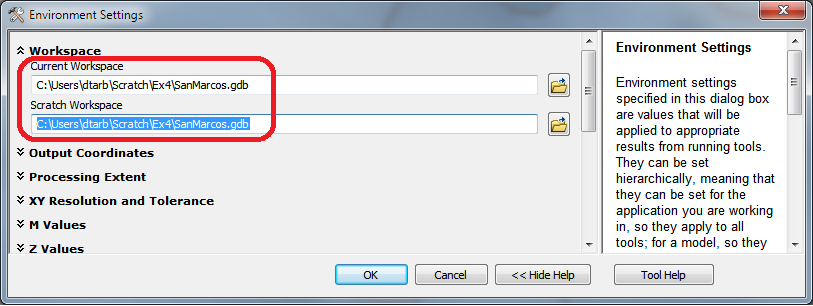 Environment Settings
Workspace
Current Workspace
C:\Users\dtarb\Scratch\Ex4\SanMarcos.gdb
Scratch Workspace
C:\Users\dtarb\Scratch\Ex4\SanMarcos.gdb
Output Coordinates
Processing Extent
XY Resolution and Tolerance
M Values
Z Values
Environment Settings
Environment settings
specified in this dialog box
are values that will be
applied to appropriate
results from running tools.
They can be set
hierarchically, meaning that
they can be set for the
application you are working
in, so they apply to all
tools; for a model, so they
OK
Cancel
<< Hide Help
Tool Help